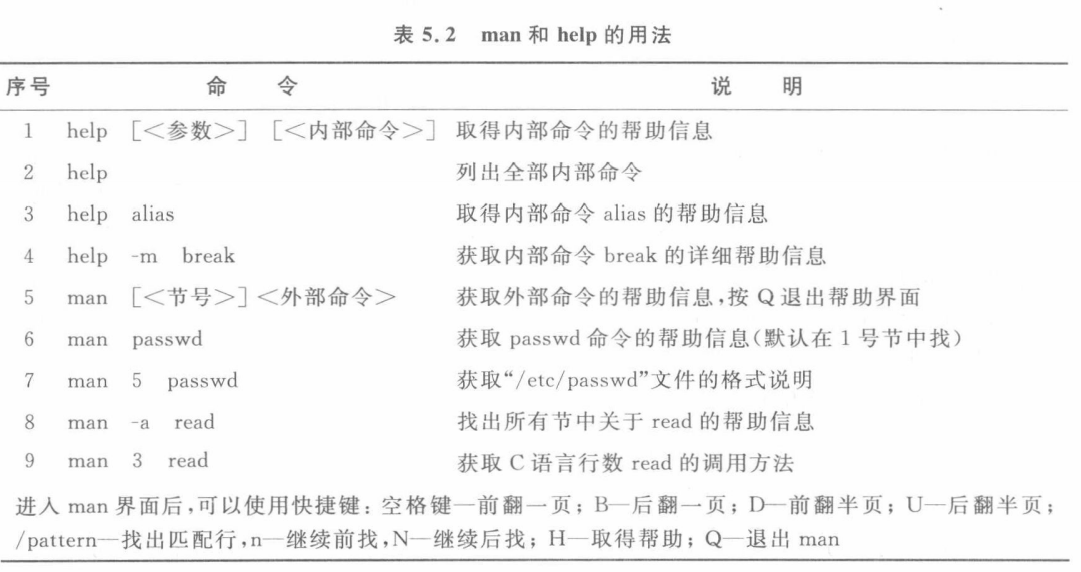 表 5.2 man 和 help 的用法
序号 命 令 说 明
1 help [<参数>] [<内部命令>] 取得内部命令的帮助信息
2 help 列出全部内部命令
3 help alias 取得内部命令 alias 的帮助信息
4 help -m break 获取内部命令 break 的详细帮助信息
5 man [<节号>]<外部命令> 获取外部命令的帮助信息,按 Q 退出帮助界面
6 man passwd 获取 passwd 命令的帮助信息(默认在 1 号节中找)
7 man 5 passwd 获取“/etc/passwd”文件的格式说明
8 man -a read 找出所有节中关于 read 的帮助信息
9 man 3 read 获取 C 语言行数 read 的调用方法
进入 man 界面后,可以使用快捷键：空格键—前翻一页；B—后翻一页；D—前翻半页；U—后翻半页；
/pattern—找出匹配行,n—继续前找,N—继续后找；H—取得帮助；Q—退出 man